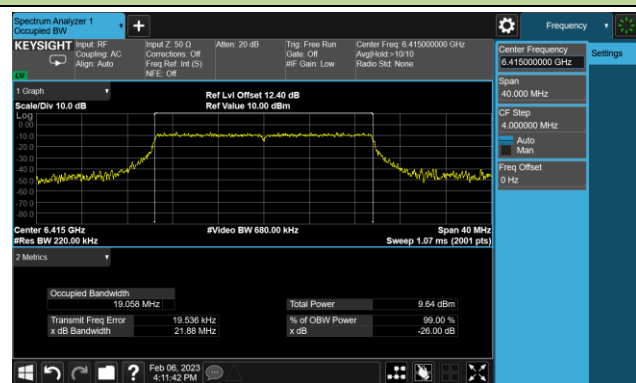 Spectrum Analyzer 1
Occupied BW
+
Frequency
KEYSIGHT
Input: RF
Coupling: AC
Align: Auto
Input Z: 50 Ω
Corrections: Off
Freq Ref: Int (S)
NFE: Off
Atten: 20 dB
Trig: Free Run
Gate: Off
#IF Gain: Low
Center Freq: 6.415000000 GHz
Avg|Hold:>10/10
Radio Std: None
Center Frequency
6.415000000 GHz
Settings
Span
40.000 MHz
CF Step
4.000000 MHz
Auto
Man
Freq Offset
0 Hz
1 Graph
Scale/Div 10.0 dB
Ref Lvl Offset 12.40 dB
Ref Value 10.00 dBm
Log
0.00
-10.0
-20.0
-30.0
-40.0
-50.0
-60.0
-70.0
-80.0
Center 6.415 GHz
#Res BW 220.00 kHz
#Video BW 680.00 kHz
Span 40 MHz
Sweep 1.07 ms (2001 pts)
2 Metrics
Occupied Bandwidth
19.058 MHz
Total Power 9.64 dBm
Transmit Freq Error 19.536 kHz
% of OBW Power 99.00 %
x dB Bandwidth 21.88 MHz
x dB -26.00 dB
?
Feb 06, 2023
4:11:42 PM